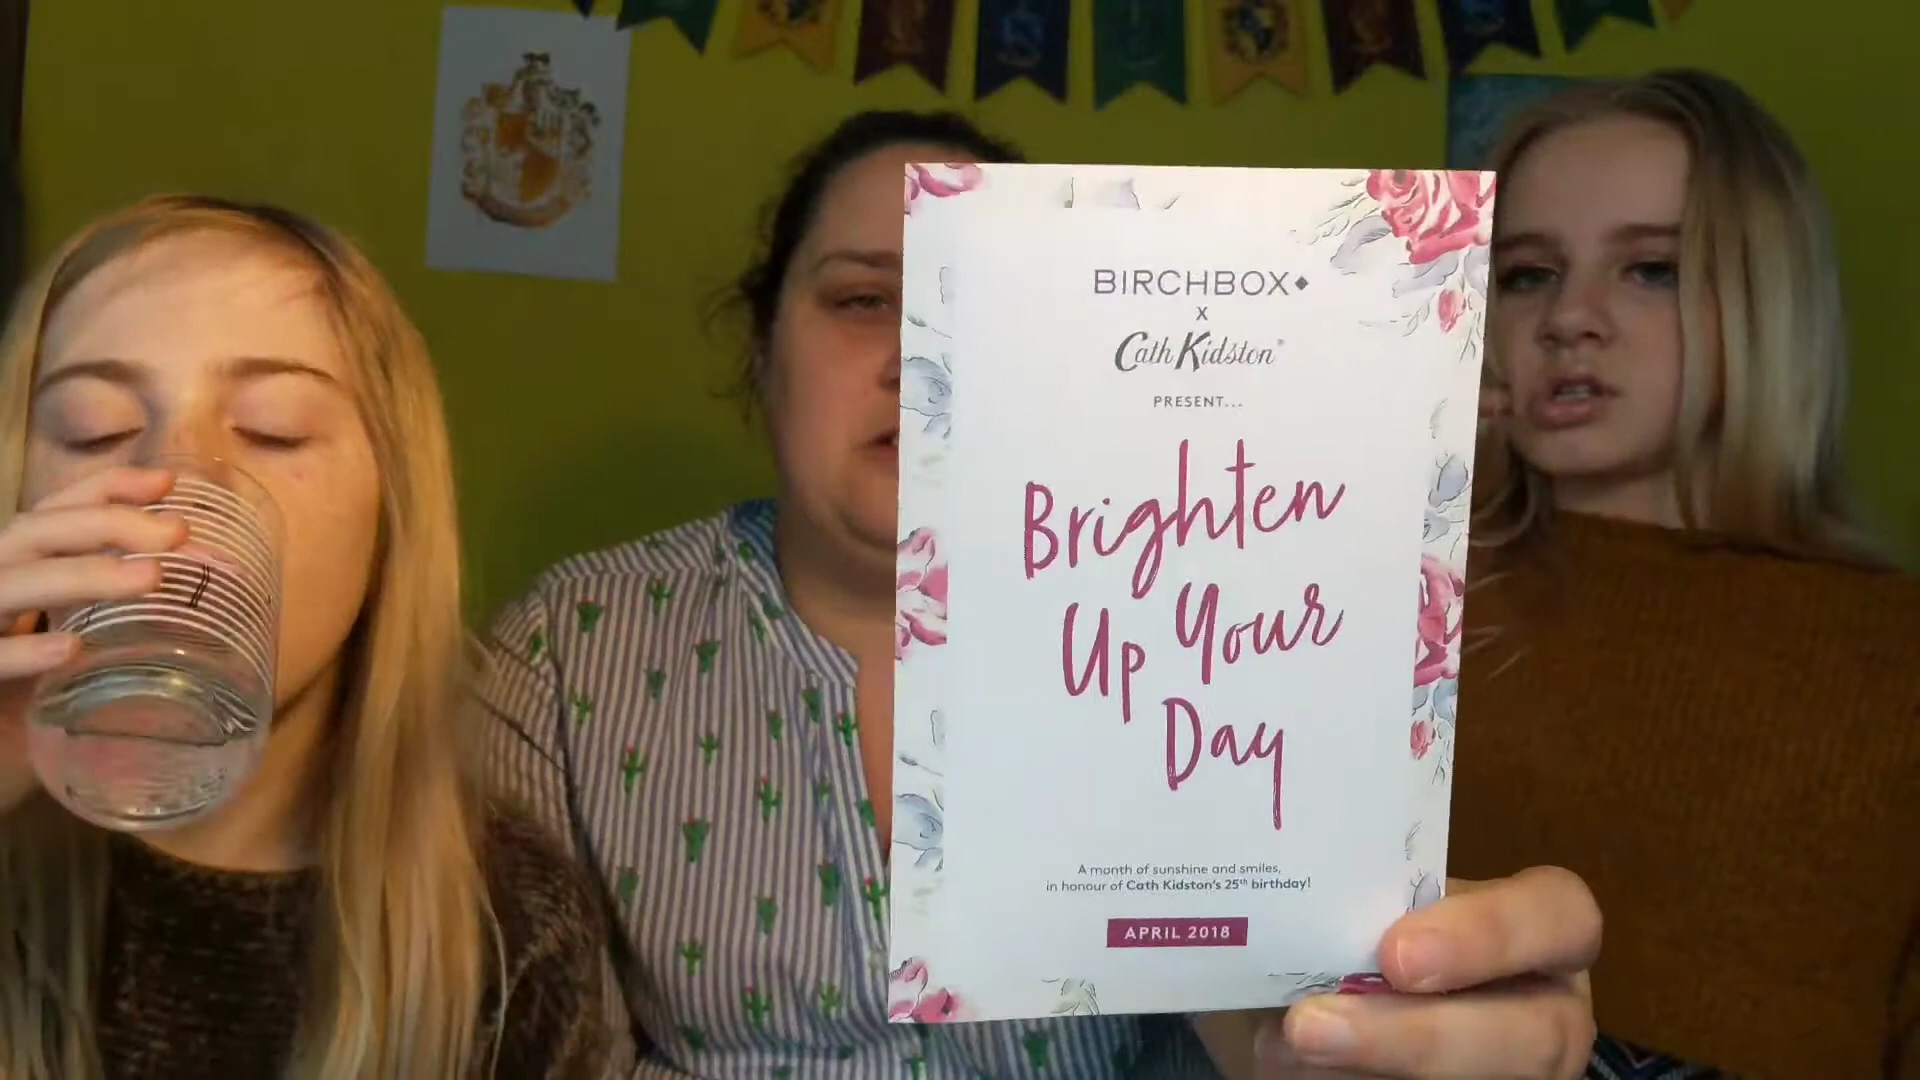 BIRCHBOX
X
Cath Kidston®
PRESENT...
Brighten
Up Your
Day
A month of sunshine and smiles,
in honour of Cath Kidston's 25th birthday!
APRIL 2018